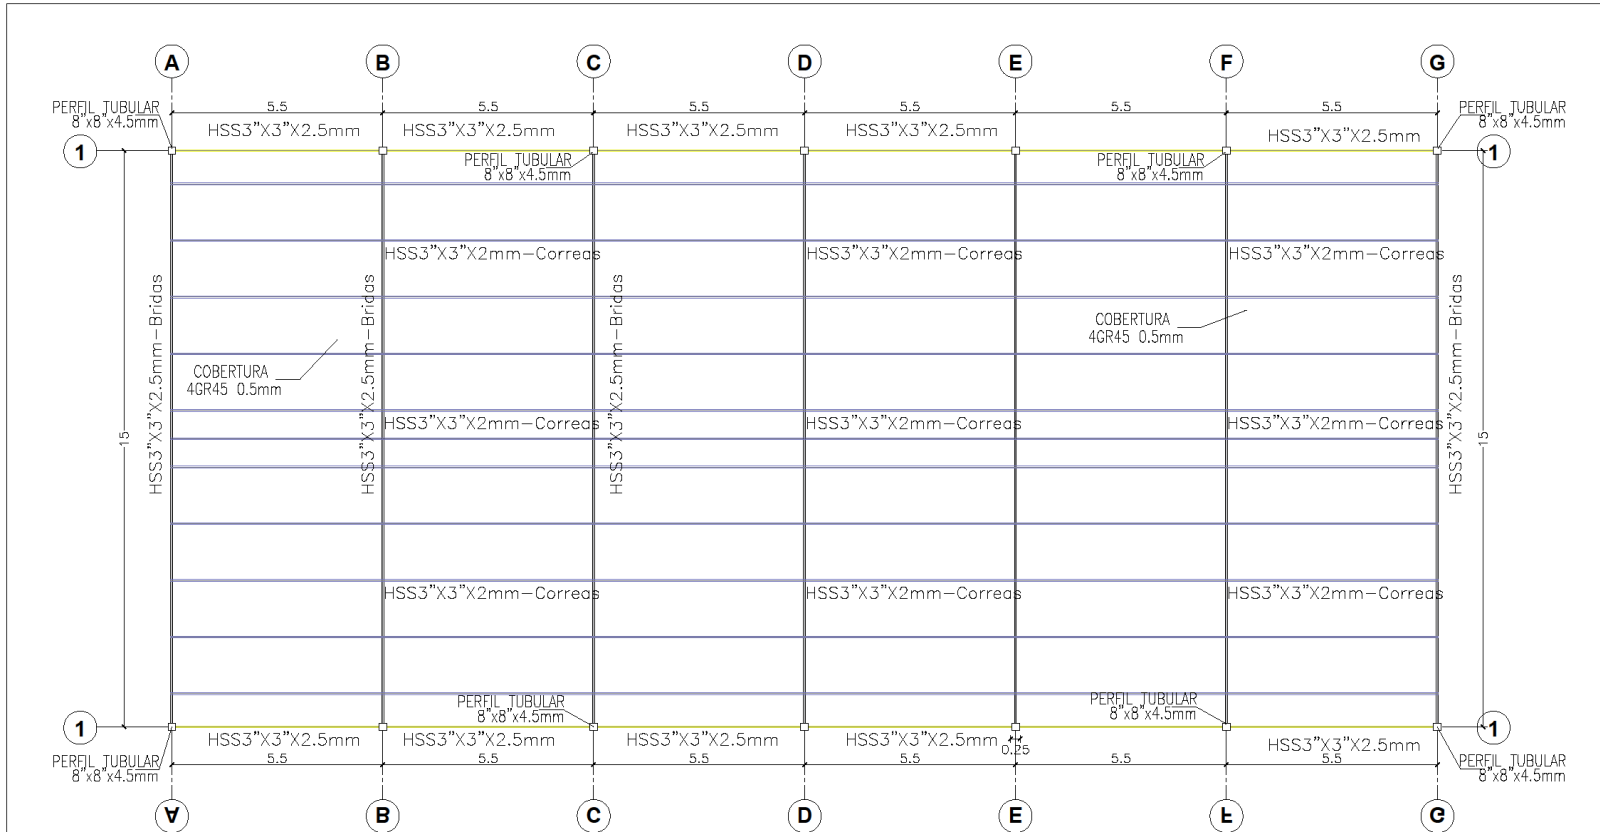 A B C D E F G
5.5 5.5 5.5 5.5 5.5 5.5
PERFIL TUBULAR
8"x8"x4.5mm
PERFIL TUBULAR
8"x8"x4.5mm
HSS3"X3"X2.5mm HSS3"X3"X2.5mm HSS3"X3"X2.5mm HSS3"X3"X2.5mm HSS3"X3"X2.5mm
1 1
PERFIL TUBULAR
8"x8"x4.5mm
PERFIL TUBULAR
8"x8"x4.5mm
HSS3"X3"X2mm-Correas HSS3"X3"X2mm-Correas HSS3"X3"X2mm-Correas
HSS3"X3"X2.5mm-Bridas
HSS3"X3"X2.5mm-Bridas
HSS3"X3"X2.5mm-Bridas
HSS3"X3"X2.5mm-Bridas
COBERTURA
4GR45 0.5mm
COBERTURA
4GR45 0.5mm
15
15
HSS3"X3"X2mm-Correas HSS3"X3"X2mm-Correas HSS3"X3"X2mm-Correas
HSS3"X3"X2mm-Correas HSS3"X3"X2mm-Correas HSS3"X3"X2mm-Correas
PERFIL TUBULAR
8"x8"x4.5mm
PERFIL TUBULAR
8"x8"x4.5mm
1 1
HSS3"X3"X2.5mm HSS3"X3"X2.5mm HSS3"X3"X2.5mm HSS3"X3"X2.5mm HSS3"X3"X2.5mm
0.25
PERFIL TUBULAR
8"x8"x4.5mm
PERFIL TUBULAR
8"x8"x4.5mm
5.5 5.5 5.5 5.5 5.5 5.5
A B C D E F G